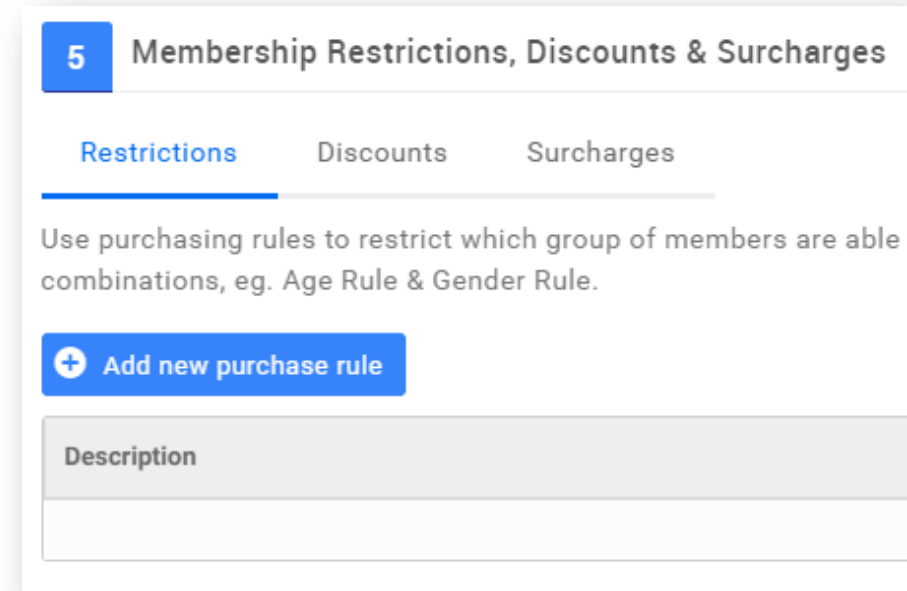 5 Membership Restrictions, Discounts & Surcharges
Restrictions Discounts Surcharges
Use purchasing rules to restrict which group of members are able
combinations, eg. Age Rule & Gender Rule.
Add new purchase rule
Description